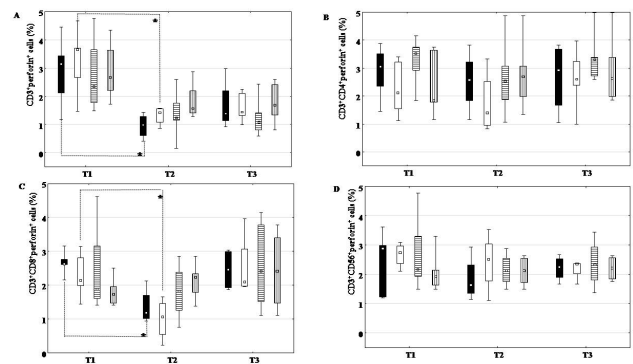 A
CD3⁺perforin⁺ cells (%)
5
4
3
2
1
0
*
*
T1 T2 T3
B
CD3⁺CD4⁺perforin⁺ cells (%)
5
4
3
2
1
0
T1 T2 T3
C
CD3⁺CD8⁺perforin⁺ cells (%)
5
4
3
2
1
0
*
*
T1 T2 T3
D
CD3⁺CD56⁺perforin⁺ cells (%)
5
4
3
2
1
0
T1 T2 T3